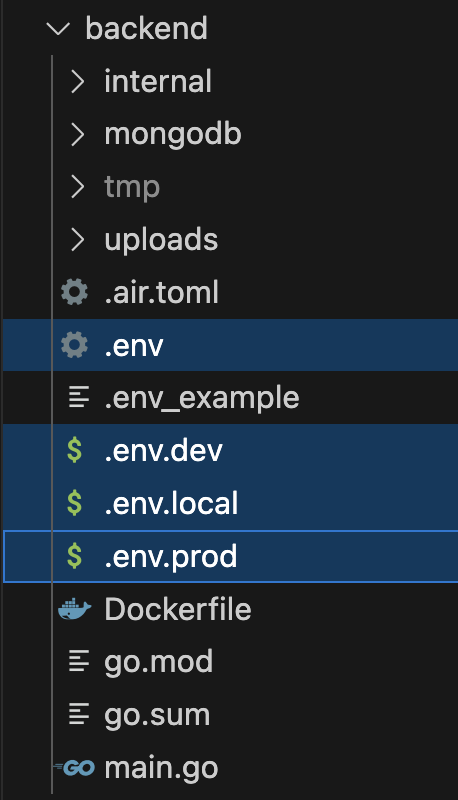 backend
internal
mongodb
tmp
uploads
.air.toml
.env
.env_example
$ .env.dev
$ .env.local
$ .env.prod
Dockerfile
go.mod
go.sum
GO main.go